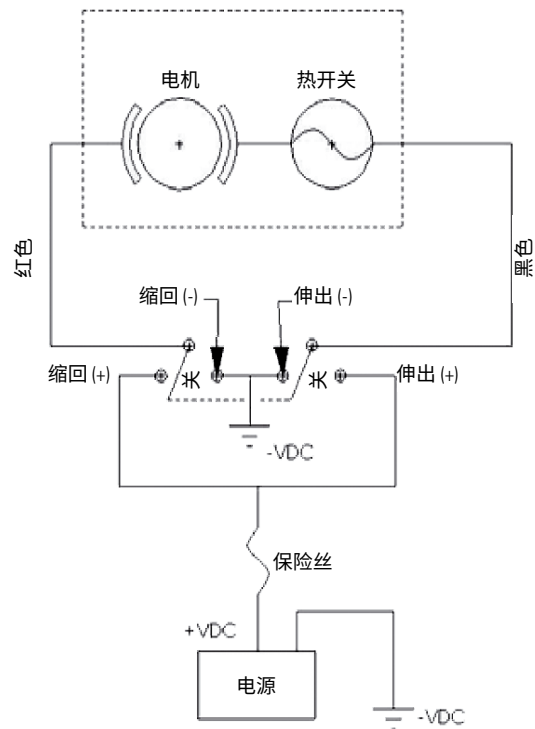 电机
热开关
红色
黑色
缩回 (-)
伸出 (-)
缩回 (+)
关
关
伸出 (+)
-VDC
保险丝
+VDC
电源
-VDC